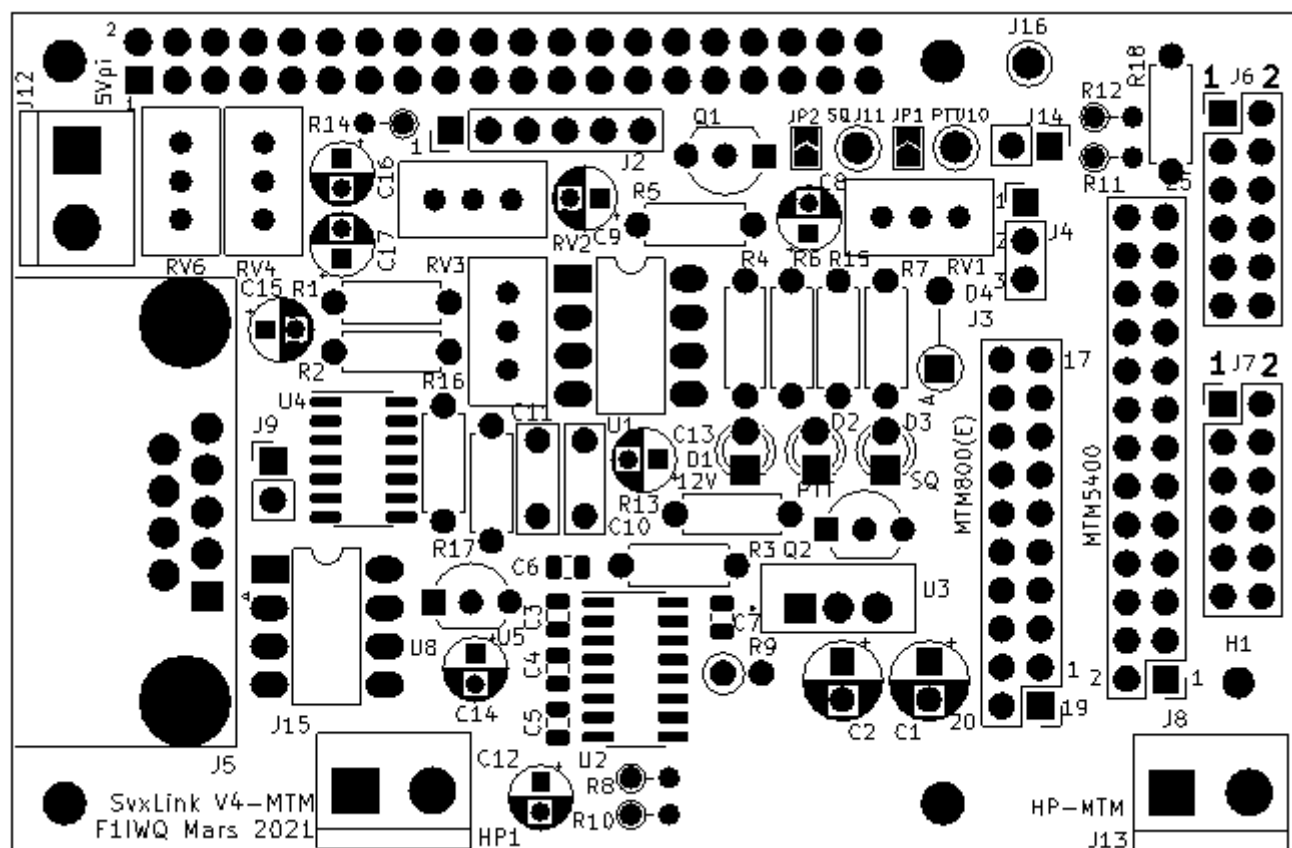 2
J16
J12
5Vpi
1
R18
1 J6 2
R12
R14
1
J2
Q1
JP2
SQJ11
JP1
PTU10
J14
C16
R5
C8
R11
25
1
C17
C9
RV2
2
J4
RV6
RV4
RV3
R4
R6
R15
R7
RV1
3
C15
R1
D4
J3
R2
17
1 J7 2
R16
A
U4
C11
U1
D2
D3
J9
C13
D1
12V
PTT
SQ
MTM800(E)
MTM5400
R13
C10
R17
C6
R3
Q2
U3
C3
C7
U5
U8
C4
R9
H1
1
2
1
C14
C5
C2
C1
20
19
J15
J8
J5
C12
U2
R8
SvxLink V4-MTM
F1IWQ Mars 2021
HP1
R10
HP-MTM
J13